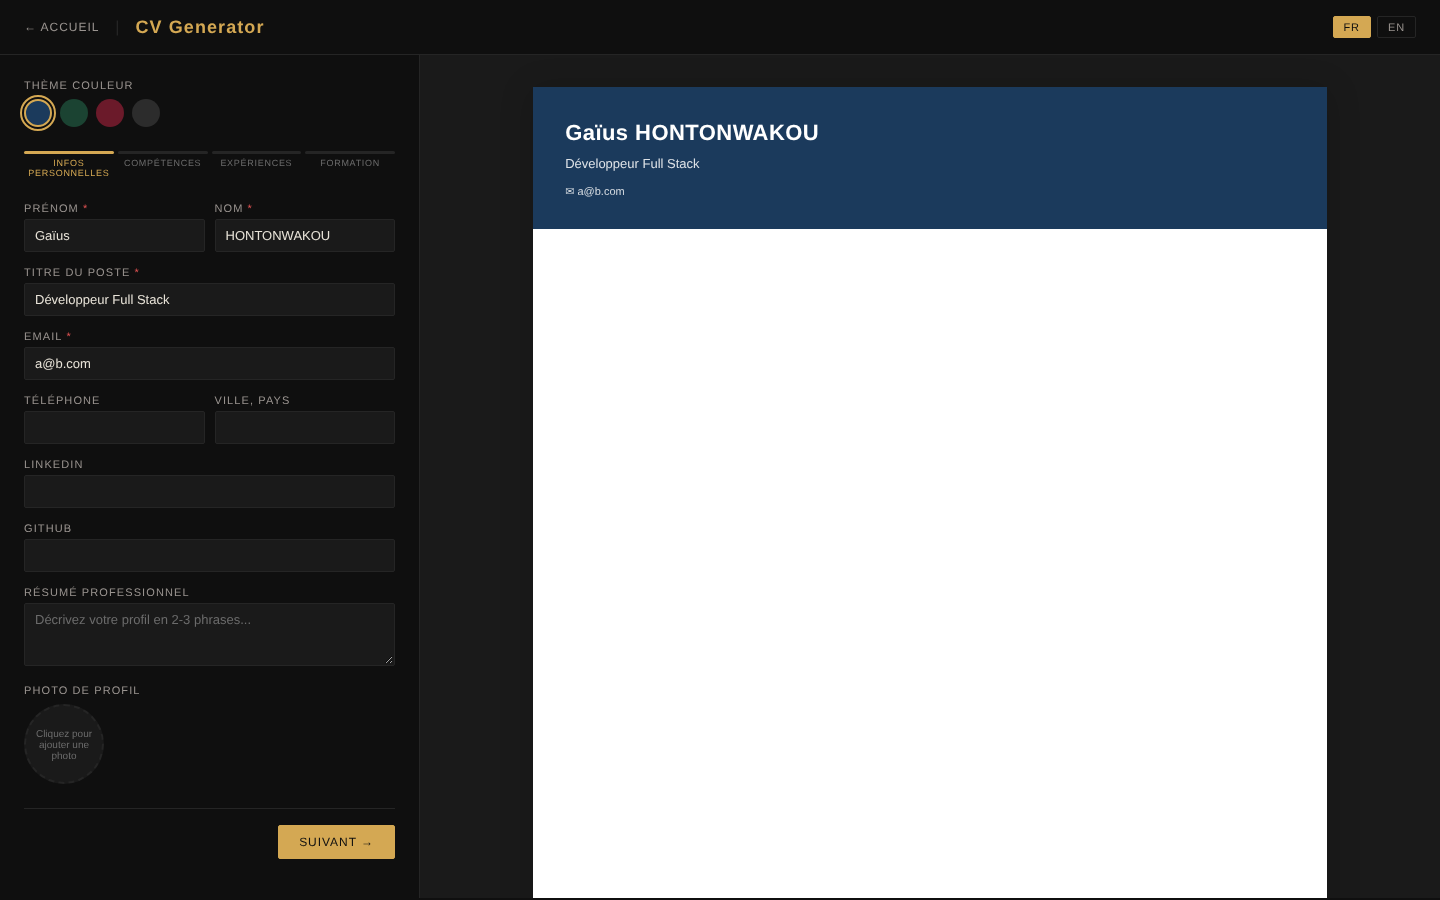 ← ACCUEIL
CV Generator
FR
EN
THÈME COULEUR
INFOS
PERSONNELLES
COMPÉTENCES
EXPÉRIENCES
FORMATION
PRÉNOM *
NOM *
Gaïus
HONTONWAKOU
TITRE DU POSTE *
Développeur Full Stack
EMAIL *
a@b.com
TÉLÉPHONE
VILLE, PAYS
LINKEDIN
GITHUB
RÉSUMÉ PROFESSIONNEL
Décrivez votre profil en 2-3 phrases...
PHOTO DE PROFIL
Cliquez pour
ajouter une
photo
SUIVANT →
Gaïus HONTONWAKOU
Développeur Full Stack
✉ a@b.com